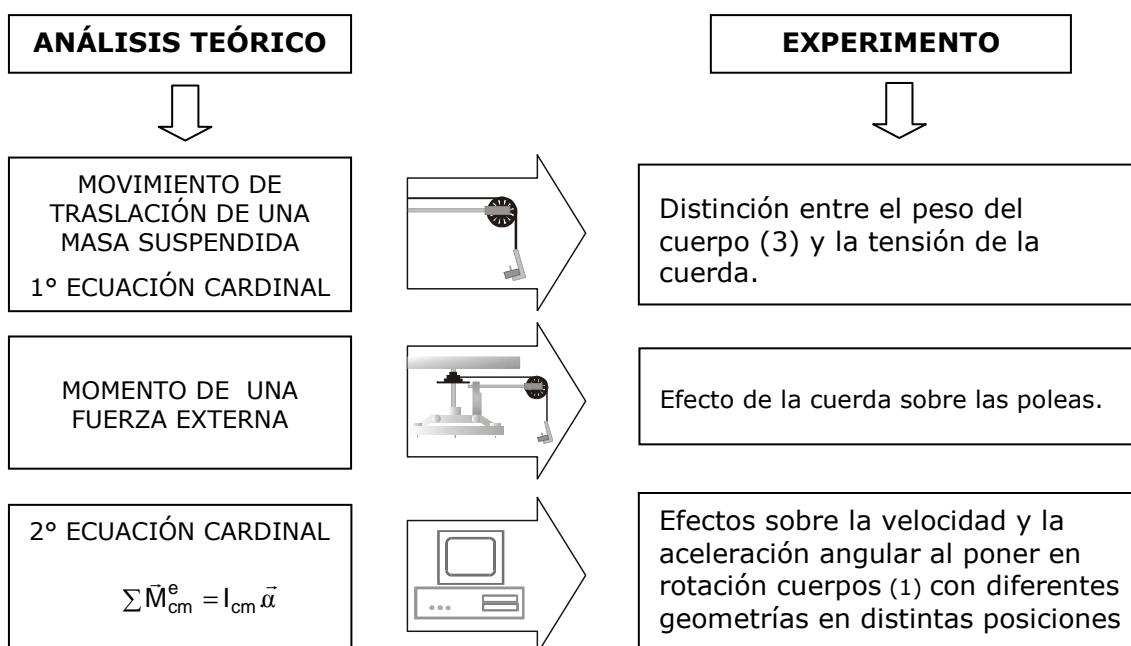 ANÁLISIS TEÓRICO
EXPERIMENTO
MOVIMIENTO DE
TRASLACIÓN DE UNA
MASA SUSPENDIDA
1° ECUACIÓN CARDINAL
Distinción entre el peso del
cuerpo (3) y la tensión de la
cuerda.
MOMENTO DE UNA
FUERZA EXTERNA
Efecto de la cuerda sobre las poleas.
2° ECUACIÓN CARDINAL
∑ M⃗ᵉ_cm = I_cm α⃗
Efectos sobre la velocidad y la
aceleración angular al poner en
rotación cuerpos (1) con diferentes
geometrías en distintas posiciones